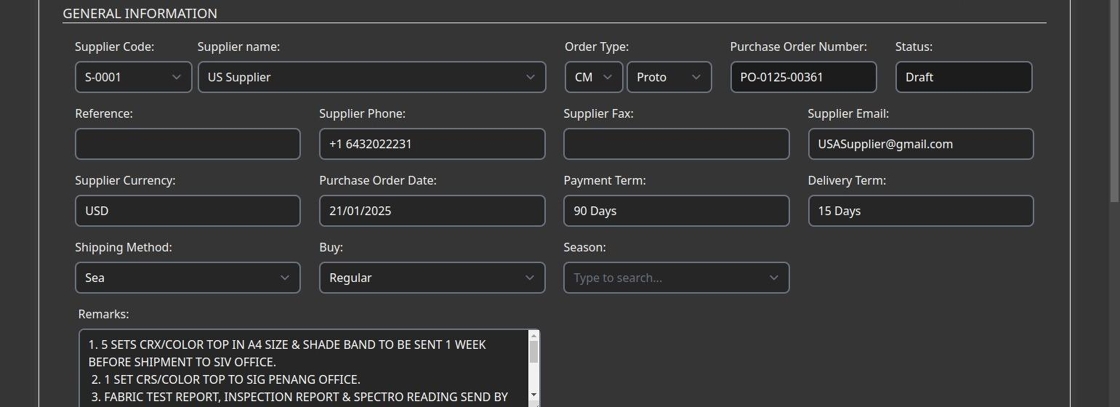 GENERAL INFORMATION
Supplier Code: Supplier name: Order Type: Purchase Order Number: Status:
S-0001 US Supplier CM Proto PO-0125-00361 Draft
Reference: Supplier Phone: Supplier Fax: Supplier Email:
+1 6432022231 USASupplier@gmail.com
Supplier Currency: Purchase Order Date: Payment Term: Delivery Term:
USD 21/01/2025 90 Days 15 Days
Shipping Method: Buy: Season:
Sea Regular Type to search...
Remarks:
1. 5 SETS CRX/COLOR TOP IN A4 SIZE & SHADE BAND TO BE SENT 1 WEEK
BEFORE SHIPMENT TO SIV OFFICE.
2. 1 SET CRS/COLOR TOP TO SIG PENANG OFFICE.
3. FABRIC TEST REPORT, INSPECTION REPORT & SPECTRO READING SEND BY